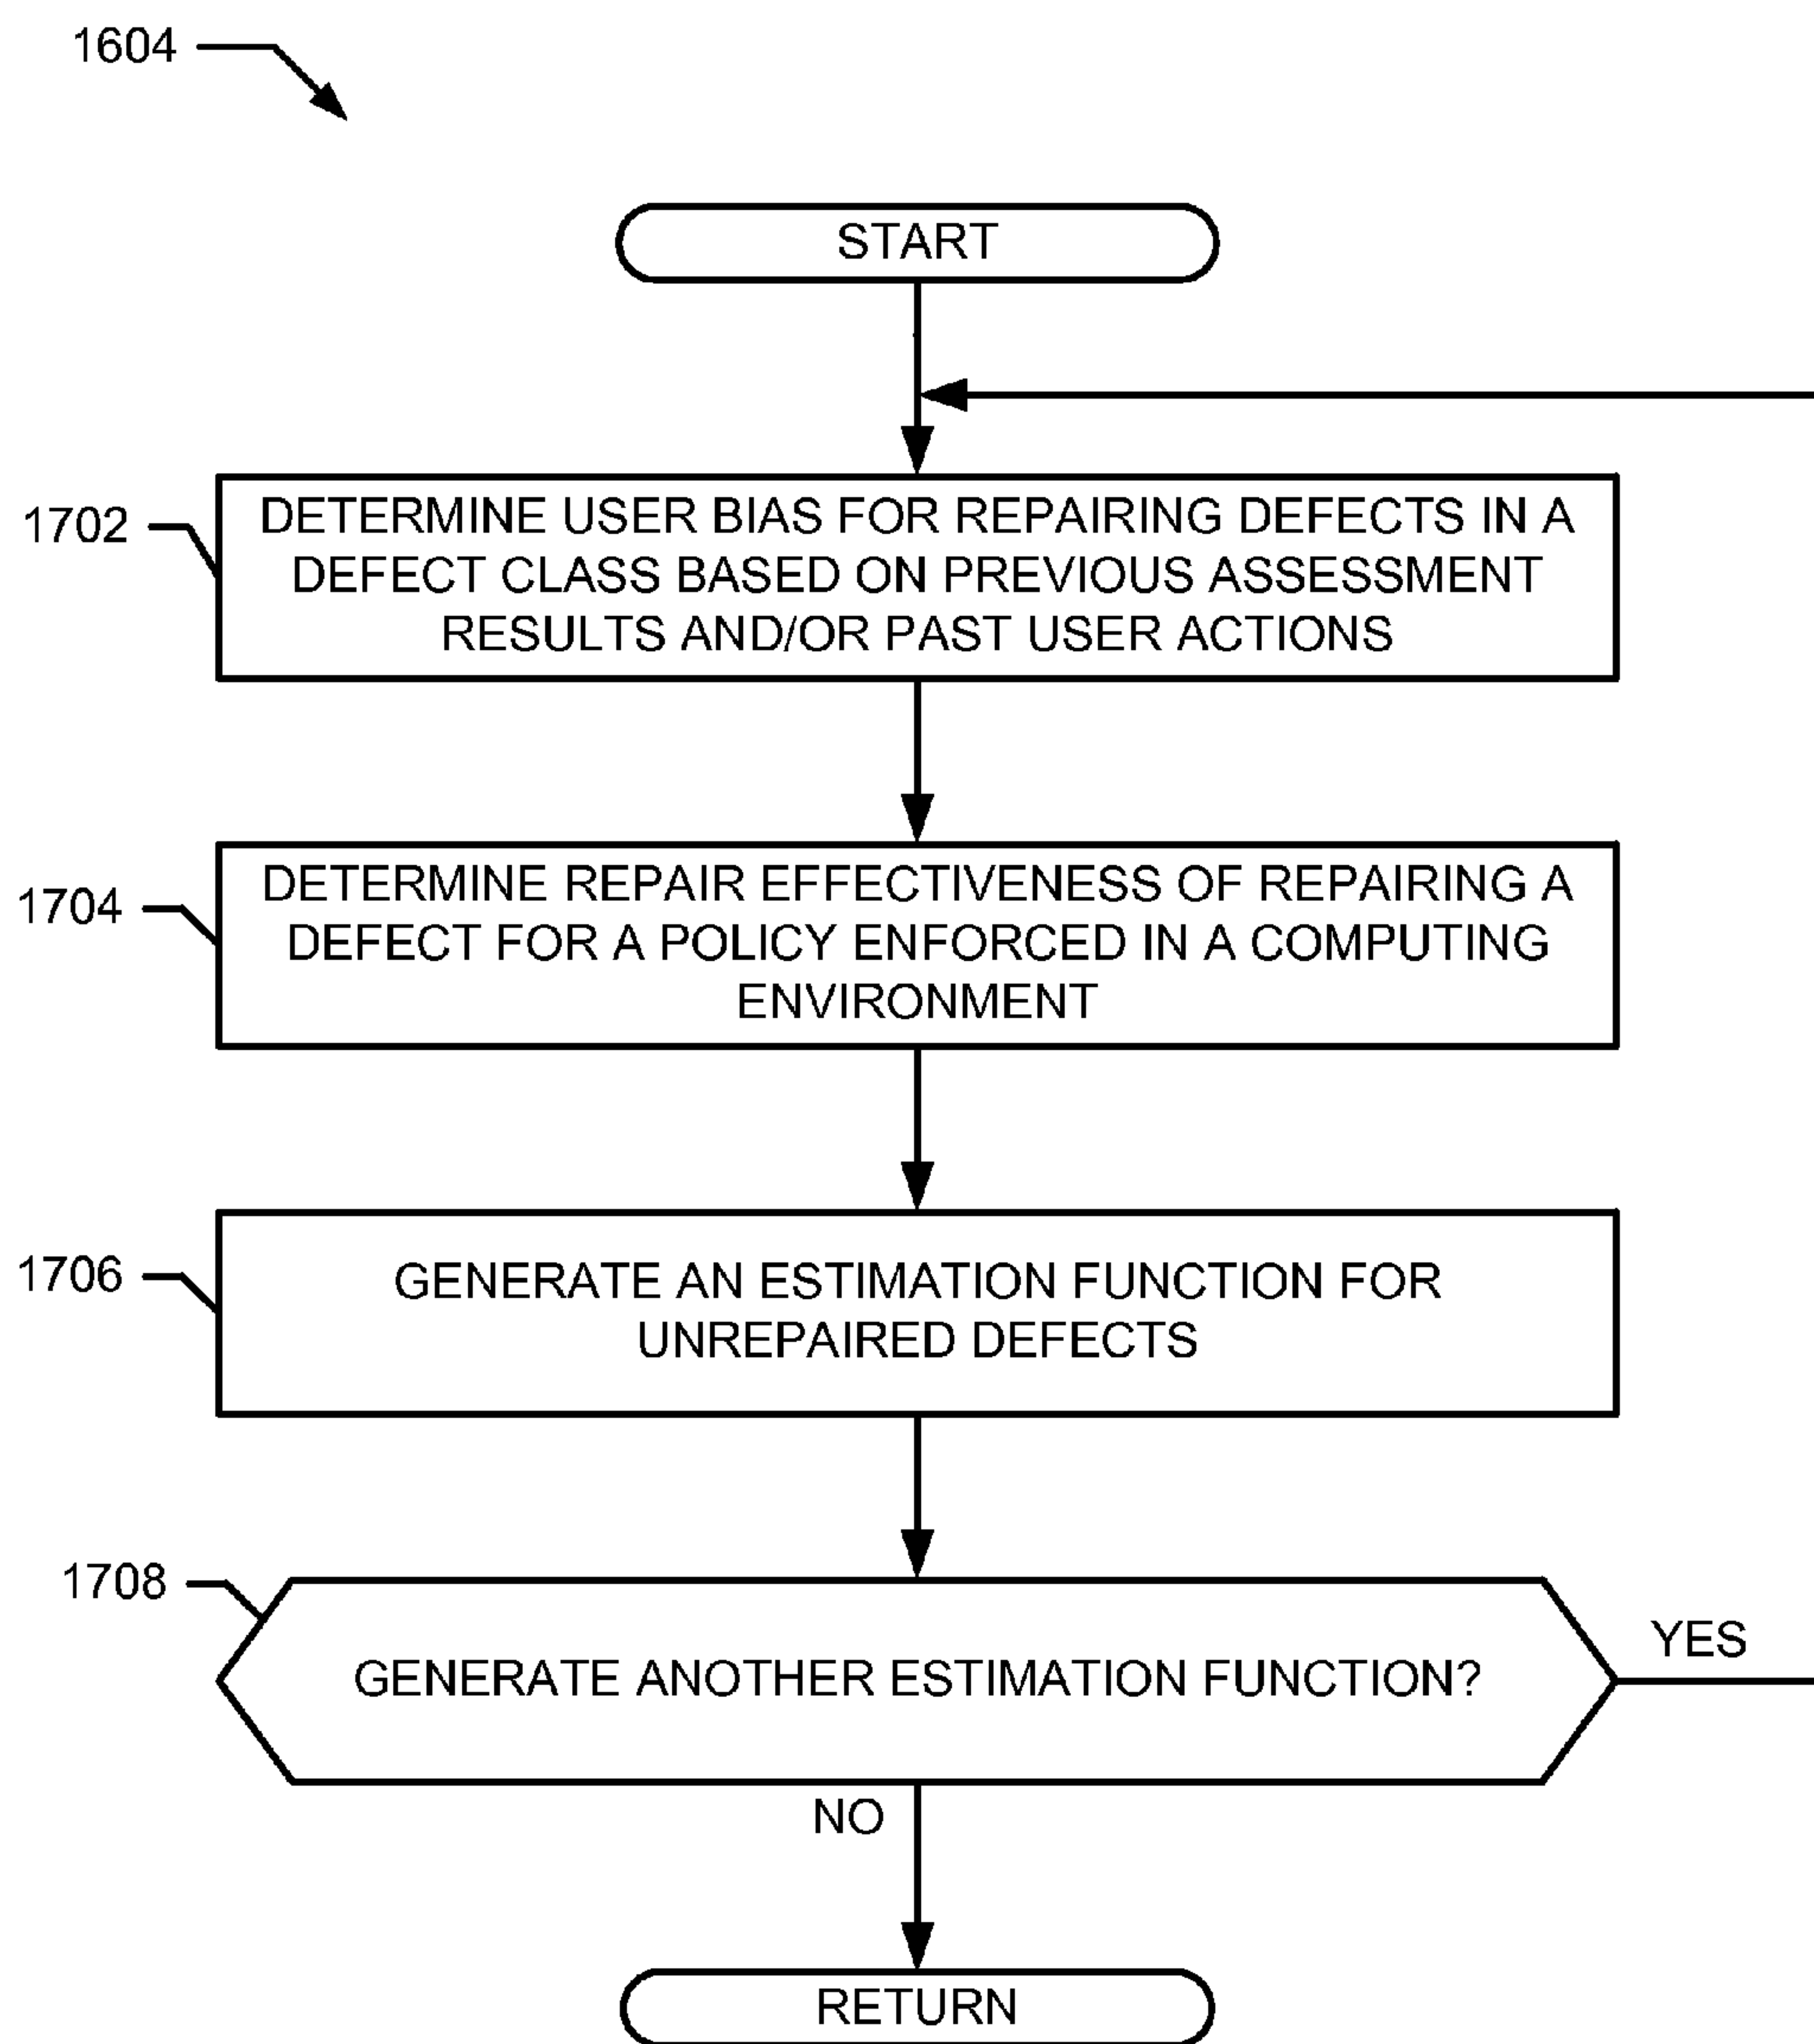 1604
START
1702
DETERMINE USER BIAS FOR REPAIRING DEFECTS IN A
DEFECT CLASS BASED ON PREVIOUS ASSESSMENT
RESULTS AND/OR PAST USER ACTIONS
1704
DETERMINE REPAIR EFFECTIVENESS OF REPAIRING A
DEFECT FOR A POLICY ENFORCED IN A COMPUTING
ENVIRONMENT
1706
GENERATE AN ESTIMATION FUNCTION FOR
UNREPAIRED DEFECTS
1708
GENERATE ANOTHER ESTIMATION FUNCTION?
YES
NO
RETURN